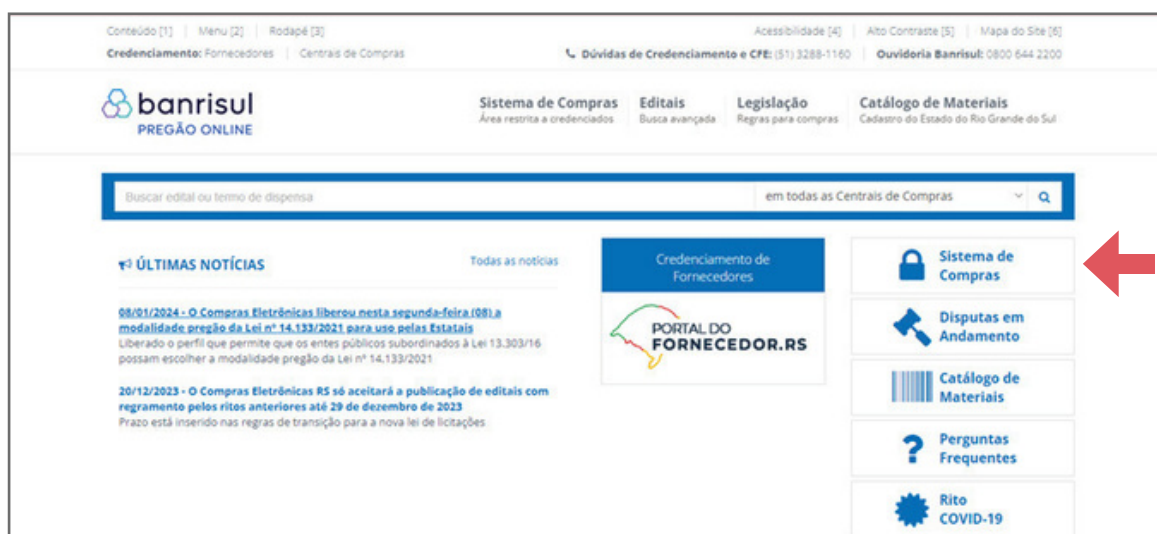 Conteúdo [1] Menu [2] Rodapé [3] Acessibilidade [4] Alto Contraste [5] Mapa do Site [6]
Credenciamento: Fornecedores Centrais de Compras Dúvidas de Credenciamento e CFE: (51) 3288-1160 Ouvidoria Banrisul: 0800 644 2200
banrisul
PREGÃO ONLINE
Sistema de Compras
Área restrita a credenciados
Editais
Busca avançada
Legislação
Regras para compras
Catálogo de Materiais
Cadastro do Estado do Rio Grande do Sul
Buscar edital ou termo de dispensa em todas as Centrais de Compras
ÚLTIMAS NOTÍCIAS Todas as notícias
08/01/2024 - O Compras Eletrônicas liberou nesta segunda-feira (08) a
modalidade pregão da Lei nº 14.133/2021 para uso pelas Estatais
Liberado o perfil que permite que os entes públicos subordinados à Lei 13.303/16
possam escolher a modalidade pregão da Lei nº 14.133/2021
20/12/2023 - O Compras Eletrônicas RS só aceitará a publicação de editais com
regramento pelos ritos anteriores até 29 de dezembro de 2023
Prazo está inserido nas regras de transição para a nova lei de licitações
Credenciamento de
Fornecedores
PORTAL DO
FORNECEDOR.RS
Sistema de
Compras
Disputas em
Andamento
Catálogo de
Materiais
Perguntas
Frequentes
Rito
COVID-19